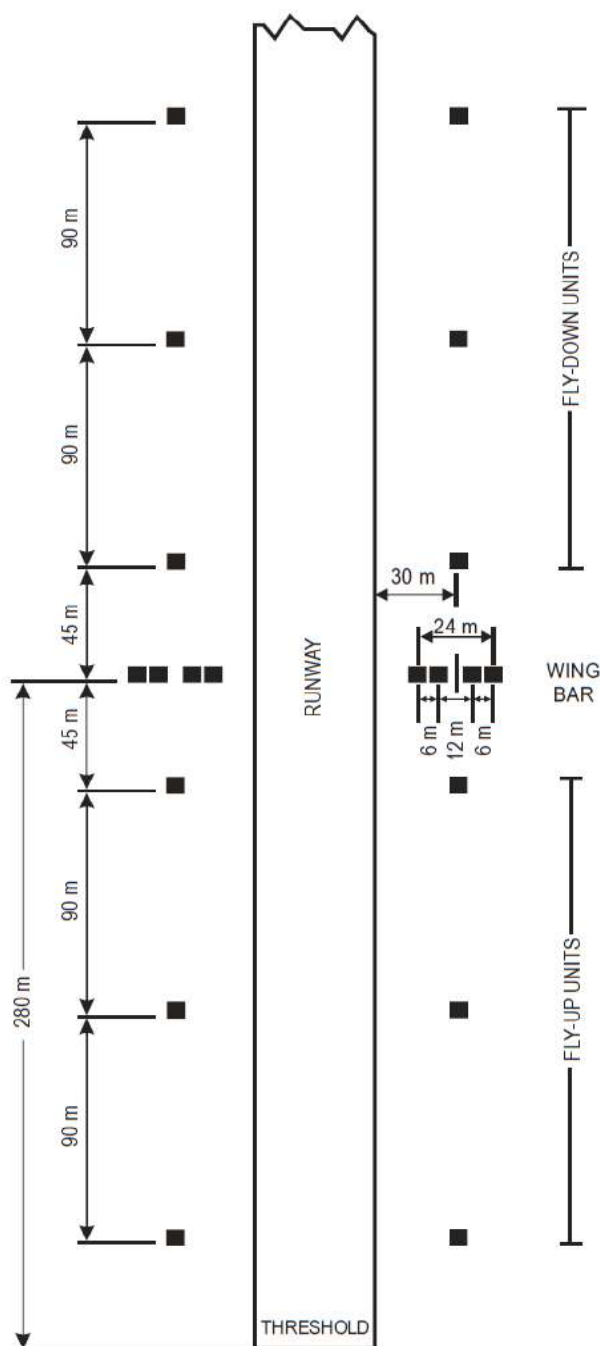 90 m
FLY-DOWN UNITS
90 m
30 m
45 m
24 m
RUNWAY
WING
BAR
45 m
6 m
12 m
6 m
90 m
FLY-UP UNITS
280 m
90 m
THRESHOLD